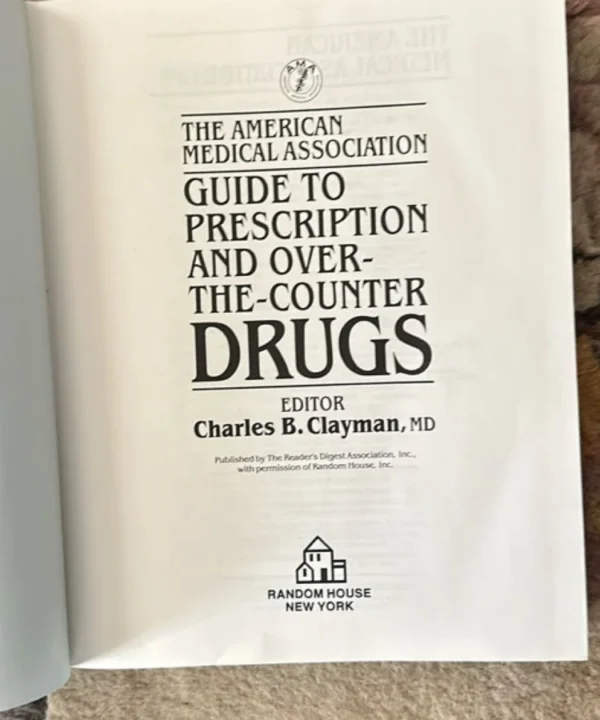 AMA
THE AMERICAN
MEDICAL ASSOCIATION
GUIDE TO
PRESCRIPTION
AND OVER-
THE-COUNTER
DRUGS
EDITOR
Charles B. Clayman, MD
Published by The Reader's Digest Association, Inc.,
with permission of Random House, Inc.
RANDOM HOUSE
NEW YORK